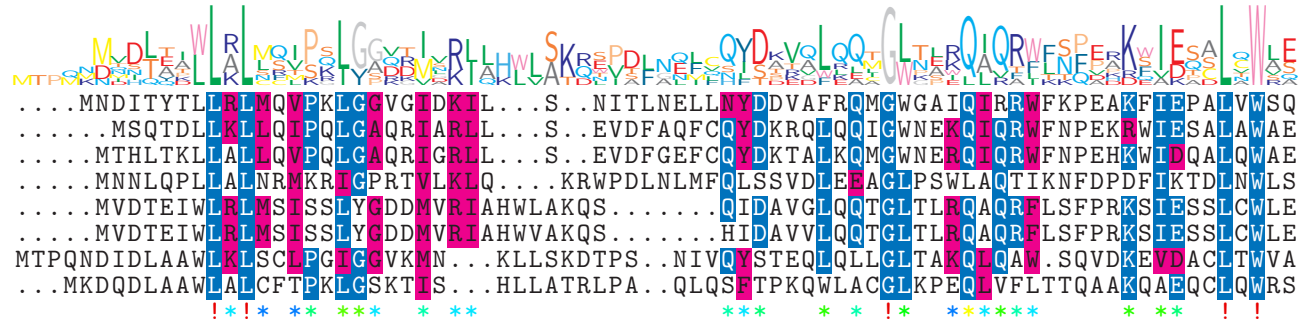 ....MNDITYTLLRLMQVPKLGGVGIDKIL...S..NITLNELLNYDDVAFRQMGWGAIQIRRWFKPEAKFIEPALVWSQ
......MSQTDLLKLLQIPQLGAQRIARLL...S..EVDFAQFCQYDKRQLQQIGWNEKQIQRWFNPEKRWIESALAWAE
.....MTHLTKLLALLQVPQLGAQRIGRLL...S..EVDFGEFCQYDKTALKQMGWNERQIQRWFNPEHKWIDQALQWAE
.....MNNLQPLLALNRMKRIGPRTVLKLQ....KRWPDLNLMFQLSSVDLEEAGLPSWLAQTIKNFDPDFIKTDLNWLS
.....MVDTEIWLRLMSISSLYGDDMVRIAHWLAKQS.......QIDAVGLQQTGLTLRQAQRFLSFPRKSIESSLCWLE
.....MVDTEIWLRLMSISSLYGDDMVRIAHWVAKQS.......HIDAVVLQQTGLTLRQAQRFLSFPRKSIESSLCWLE
MTPQNDIDLAAWLKLSCLPGIGGVKMN...KLLSKDTPS..NIVQYSTEQLQLLGLTAKQLQAW.SQVDKEVDACLTWVA
...MKDQDLAAWLALCFTPKLGSKTIS...HLLATRLPA..QLQSFTPKQWLACGLKPEQLVFLTTQAAKQAEQCLQWRS
! * ! * * * * * * * * * * * * * * ! * * * * * * * * * * ! !